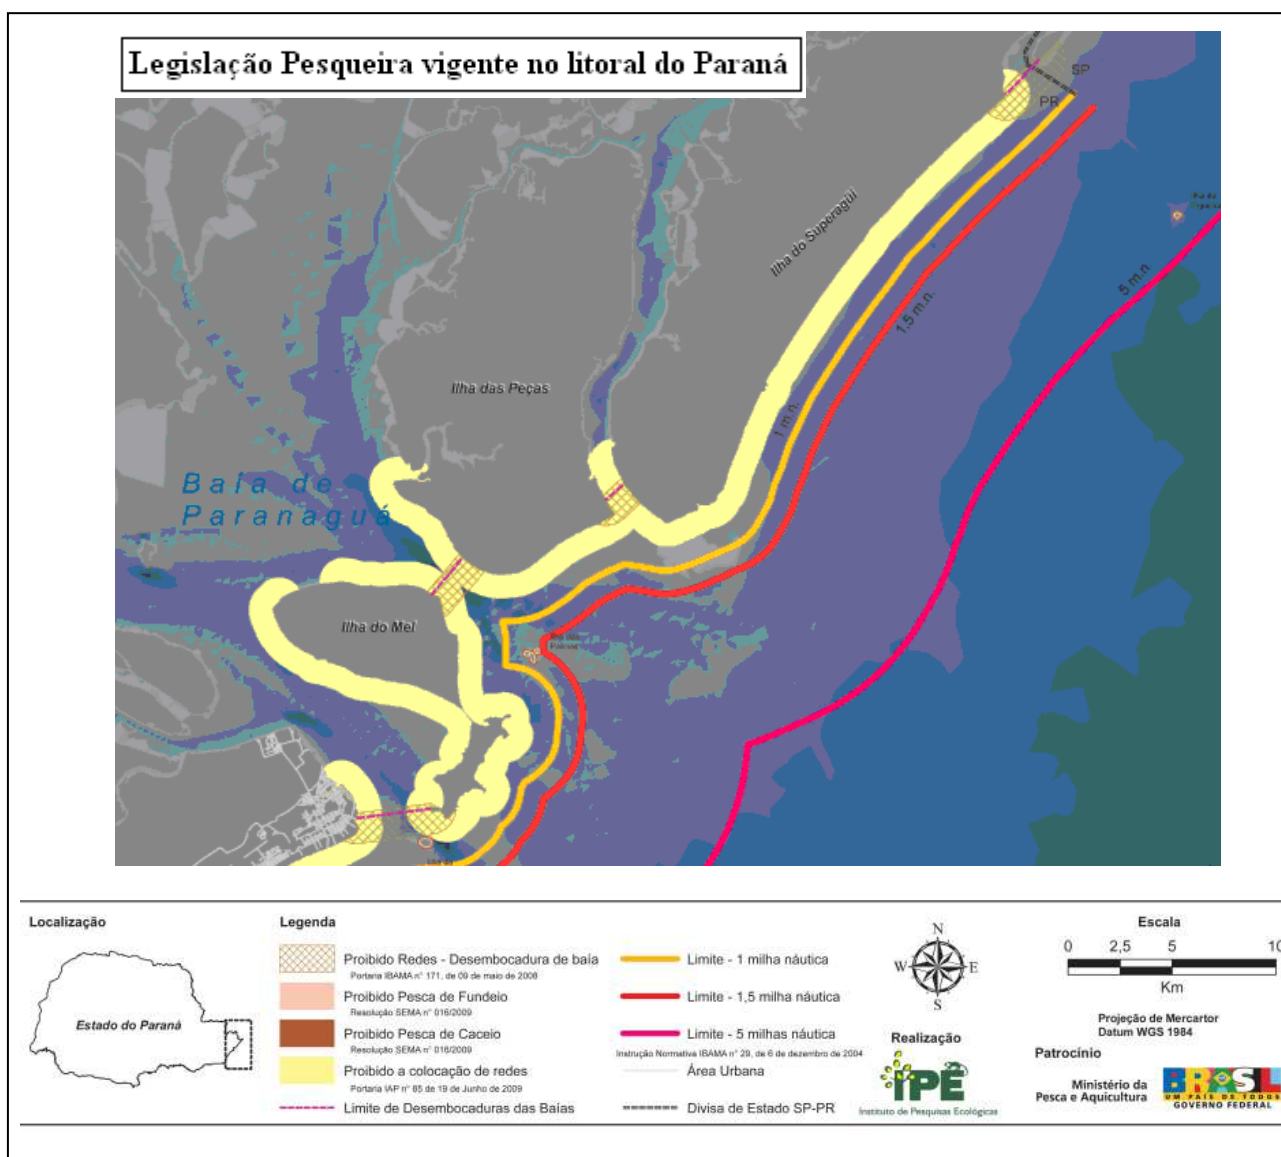 Legislação Pesqueira vigente no litoral do Paraná
SP
PR
Ilha do Superagüi
5 m.n.
1,5 m.n.
1 m.n.
Ilha das Peças
Baía de
Paranaguá
Ilha do Mel
Localização
Estado do Paraná
Legenda
Proibido Redes - Desembocadura de baía
Portaria IBAMA n° 171, de 09 de maio de 2008
Proibido Pesca de Fundeio
Resolução SEMA n° 016/2009
Proibido Pesca de Caceio
Resolução SEMA n° 016/2009
Proibido a colocação de redes
Portaria IAP n° 85 de 19 de Junho de 2009
Limite de Desembocaduras das Baías
Limite - 1 milha náutica
Limite - 1,5 milha náutica
Limite - 5 milhas náutica
Instrução Normativa IBAMA n° 29, de 6 de dezembro de 2004
Área Urbana
Divisa de Estado SP-PR
N
W
E
S
Realização
IPÊ
Instituto de Pesquisas Ecológicas
Escala
0 2,5 5 10
Km
Projeção de Mercartor
Datum WGS 1984
Patrocínio
Ministério da
Pesca e Aquicultura
BRASIL
UM PAÍS DE TODOS
GOVERNO FEDERAL